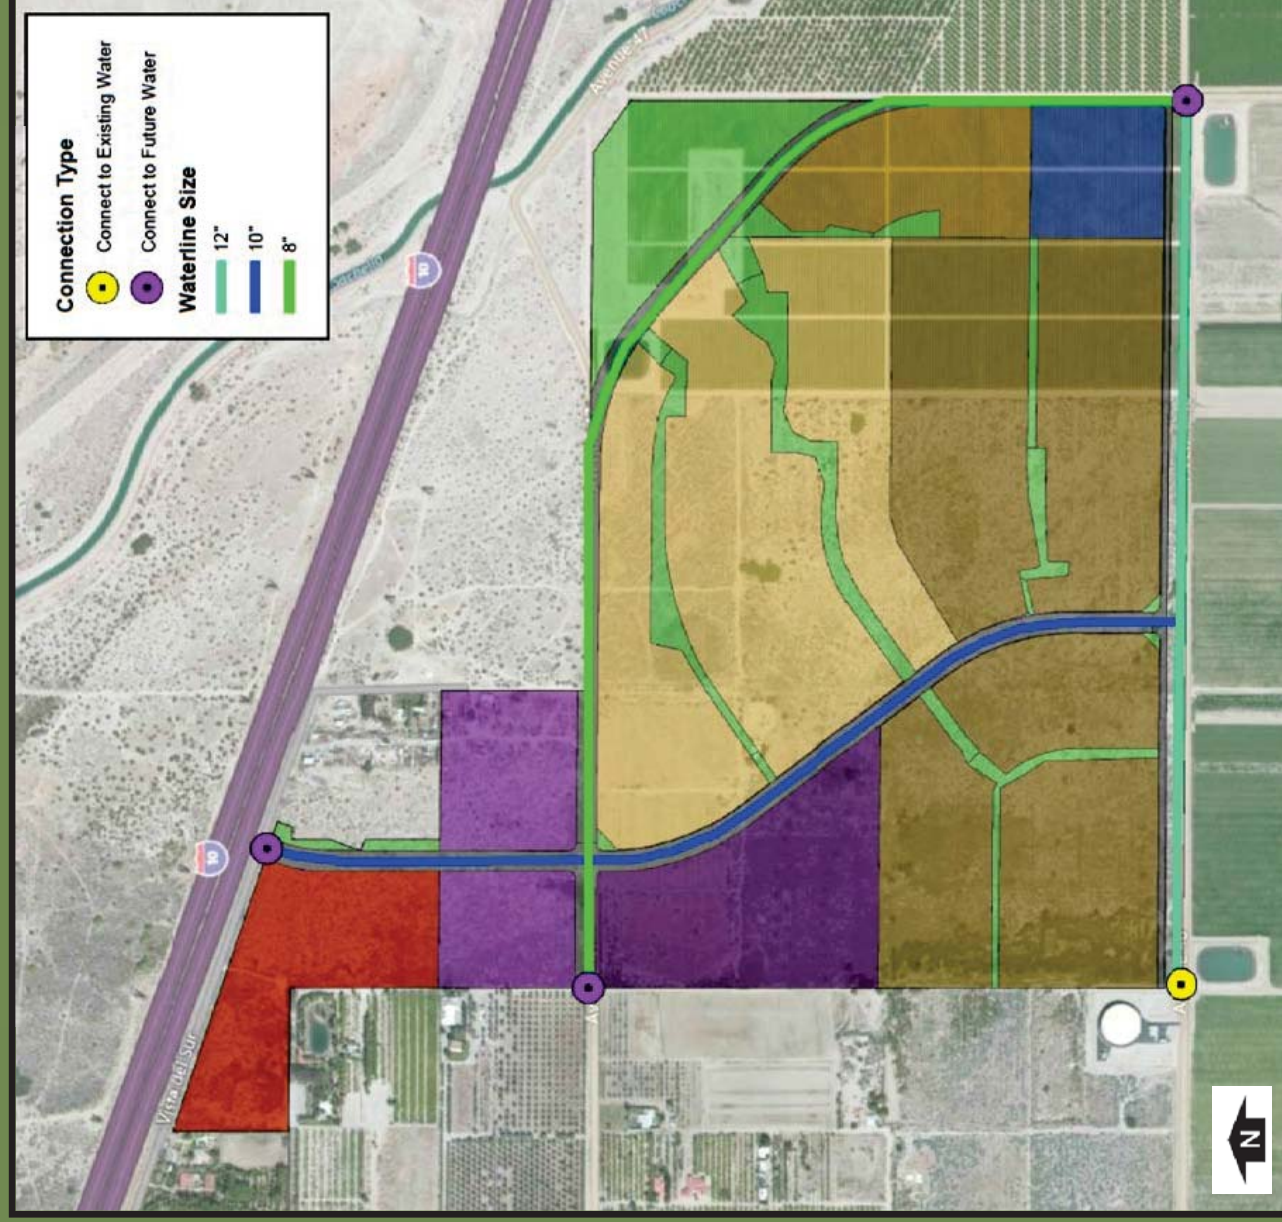 Connection Type
Connect to Existing Water
Connect to Future Water
Waterline Size
12"
10"
8"
Avenue 47
10
10
Vista del Sur
N